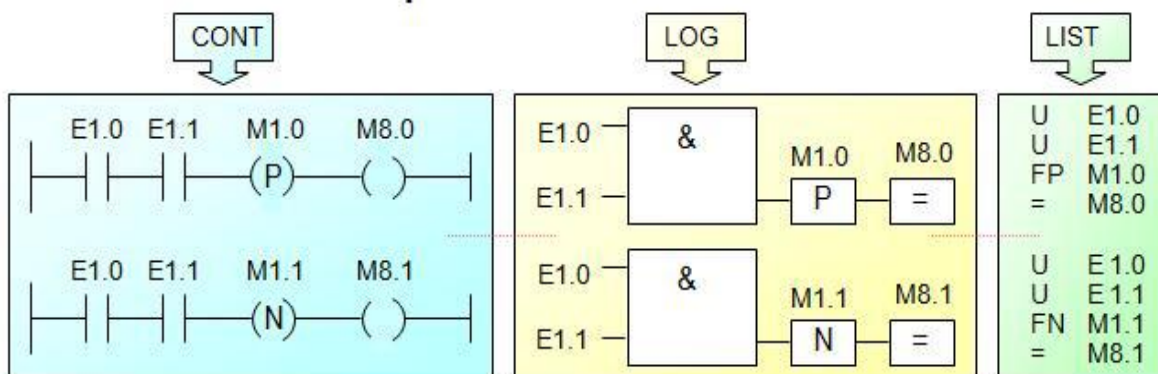 CONT
LOG
LIST
E1.0 E1.1 M1.0 M8.0
(P) ( )
E1.0 E1.1 M1.1 M8.1
(N) ( )
E1.0
&
M1.0 M8.0
E1.1
P =
E1.0
&
M1.1 M8.1
E1.1
N =
U E1.0
U E1.1
FP M1.0
= M8.0
U E1.0
U E1.1
FN M1.1
= M8.1